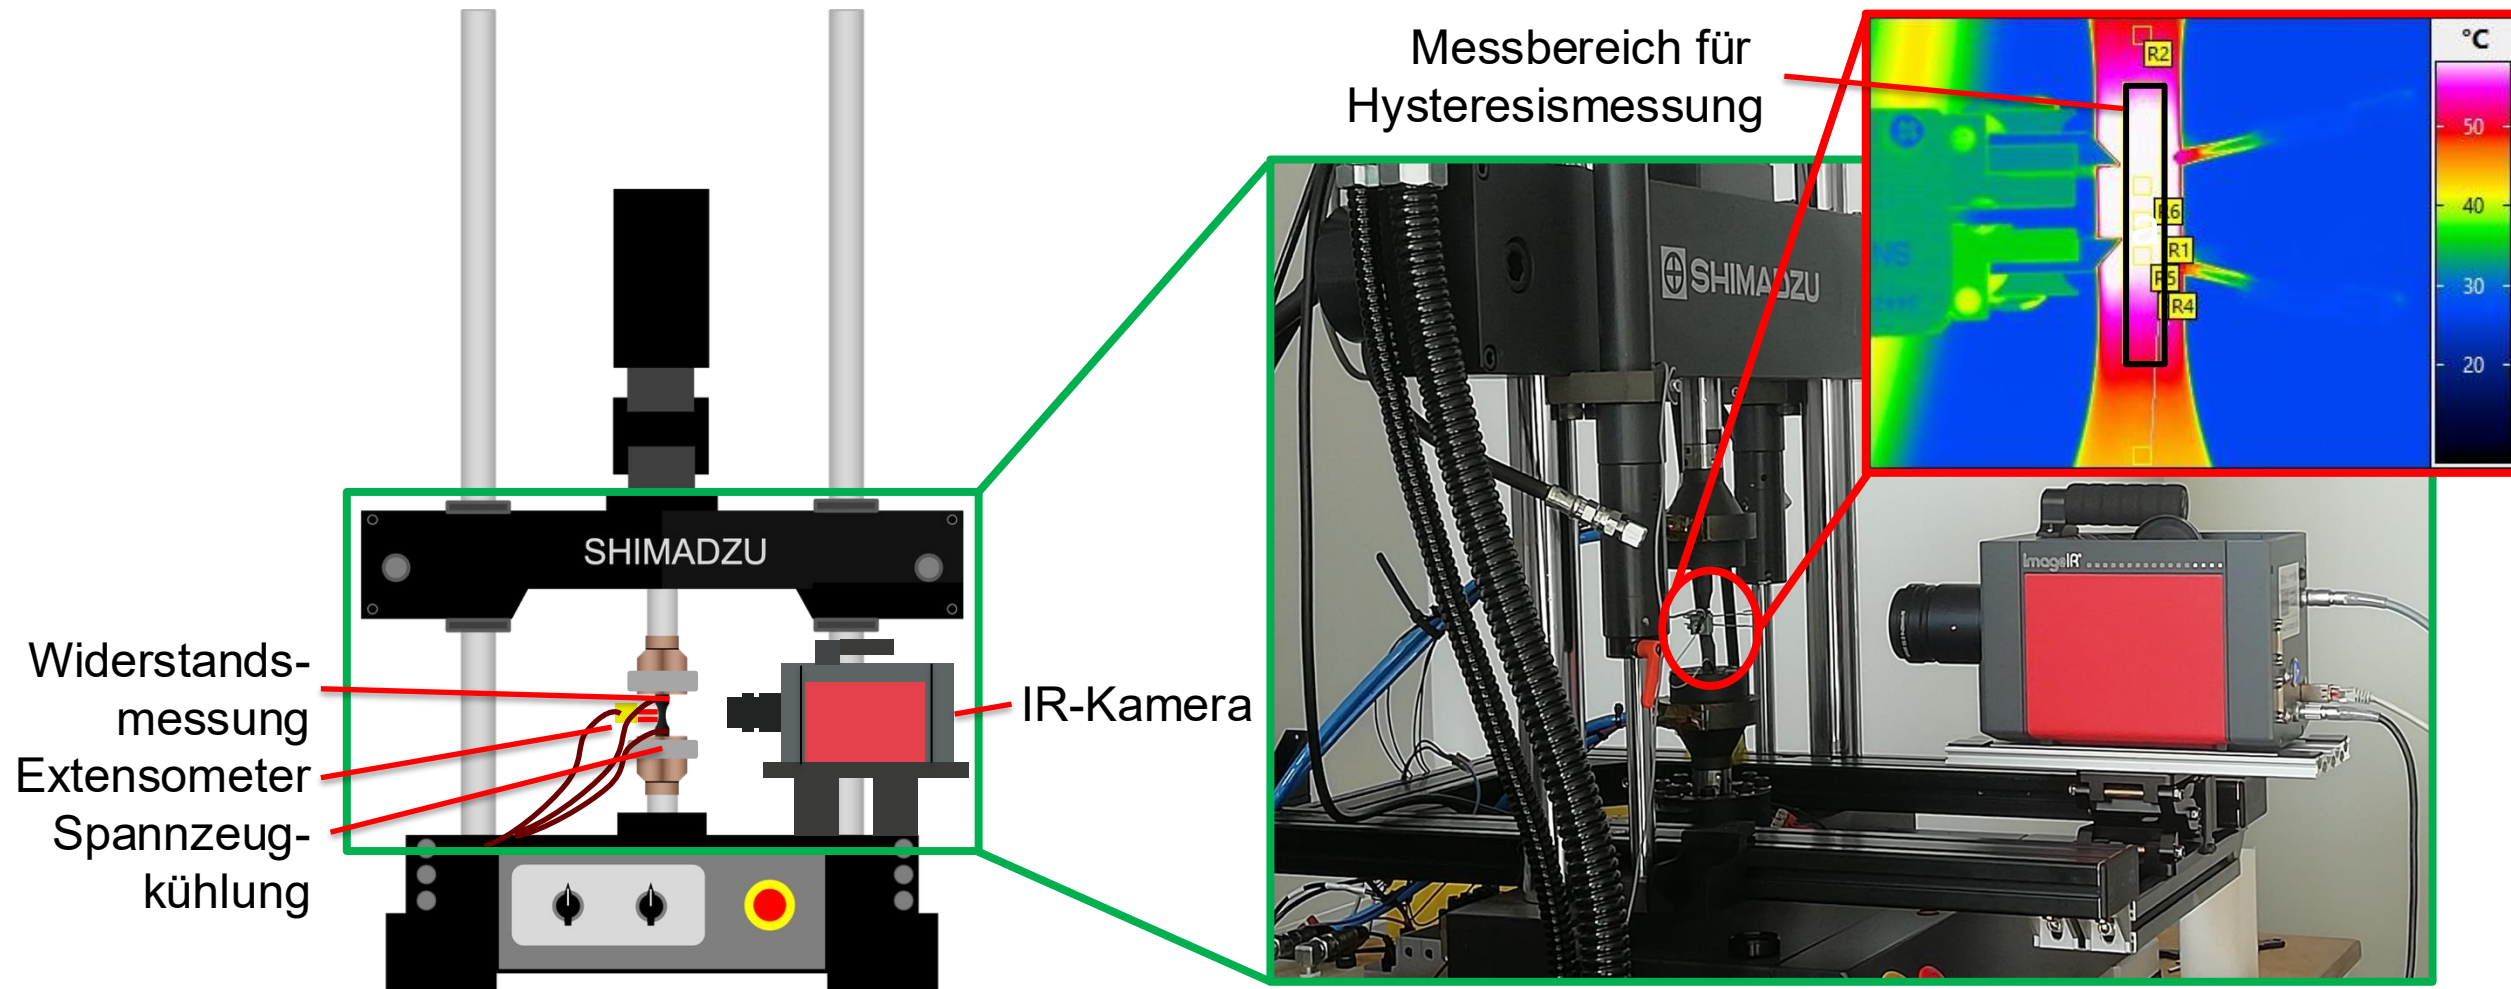 Messbereich für
Hysteresismessung
°C
50
40
30
20
R2
R6
R1
R5
R4
SHIMADZU
SHIMADZU
imageIR
Widerstands-
messung
Extensometer
Spannzeug-
kühlung
IR-Kamera